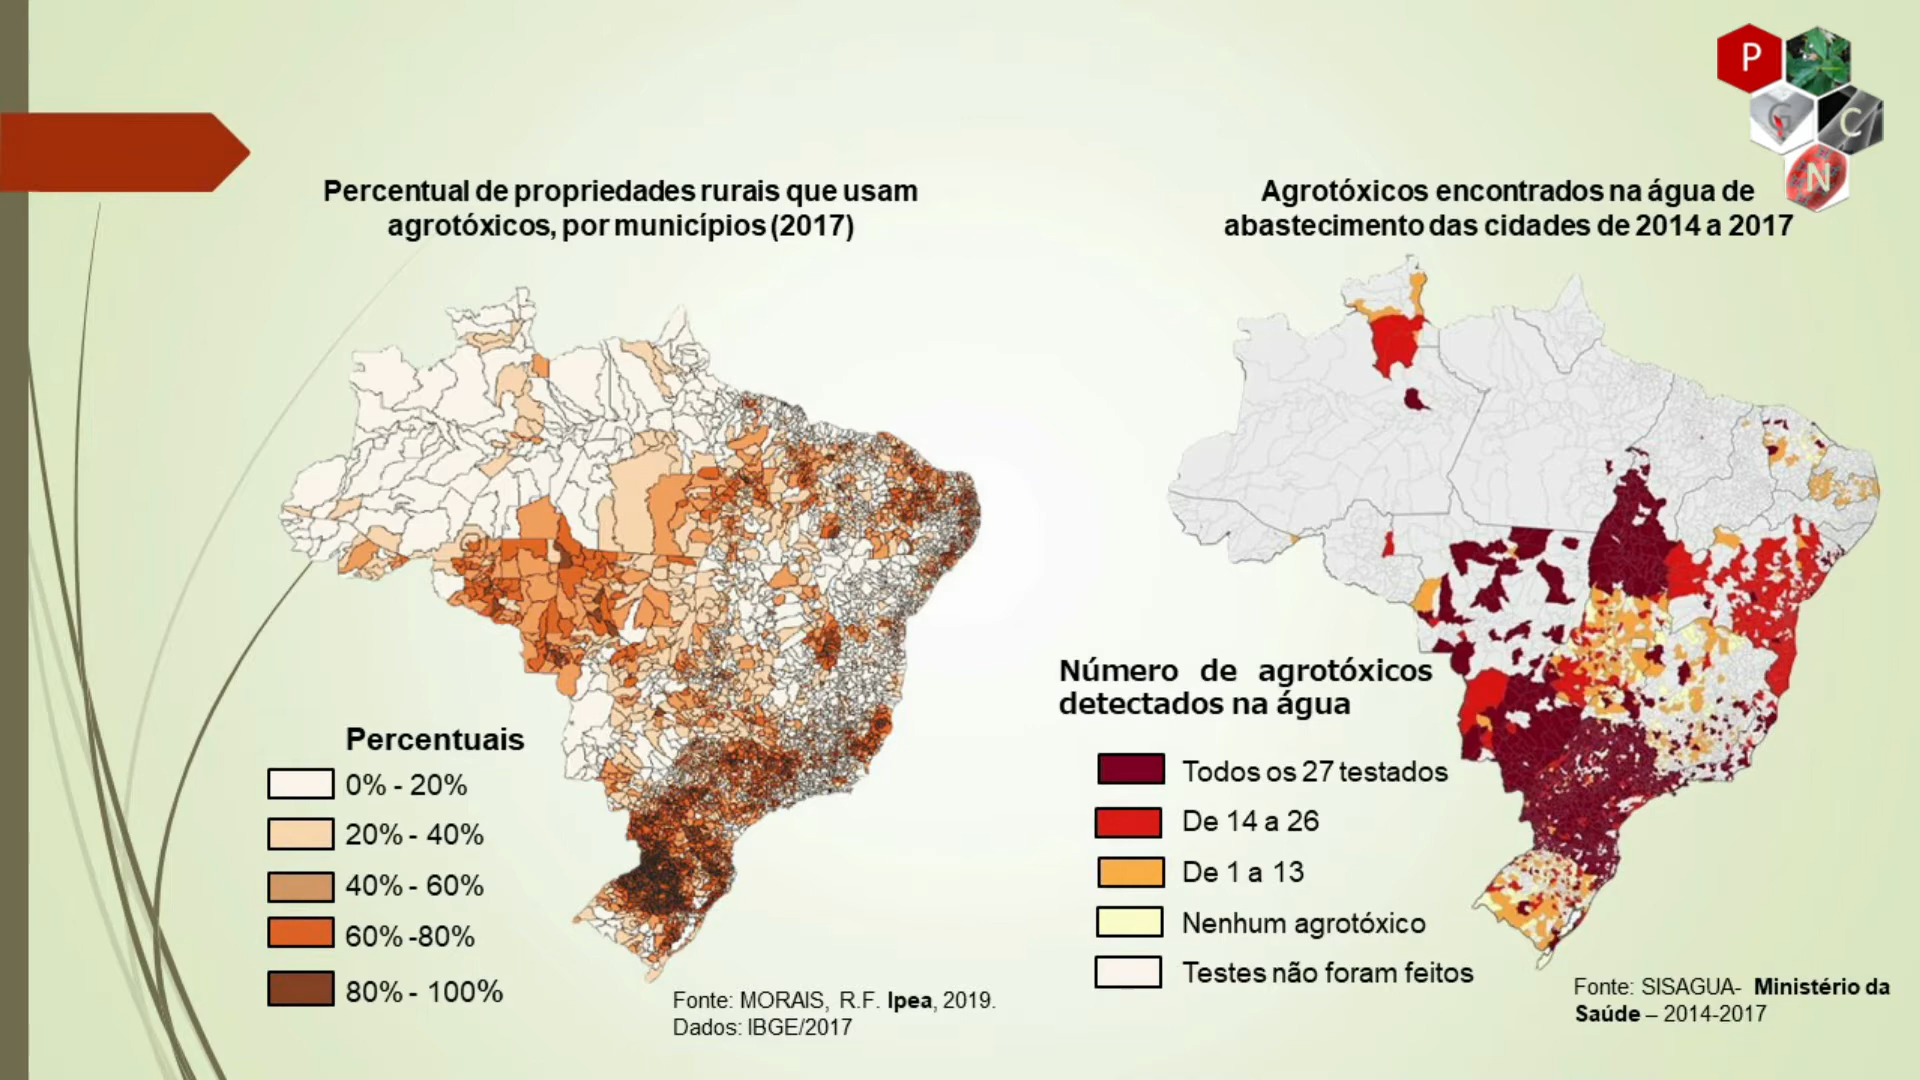 P
G
C
N
Percentual de propriedades rurais que usam
agrotóxicos, por municípios (2017)
Agrotóxicos encontrados na água de
abastecimento das cidades de 2014 a 2017
Percentuais
0% - 20%
20% - 40%
40% - 60%
60% -80%
80% - 100%
Fonte: MORAIS, R.F. Ipea, 2019.
Dados: IBGE/2017
Número de agrotóxicos
detectados na água
Todos os 27 testados
De 14 a 26
De 1 a 13
Nenhum agrotóxico
Testes não foram feitos
Fonte: SISAGUA- Ministério da
Saúde – 2014-2017